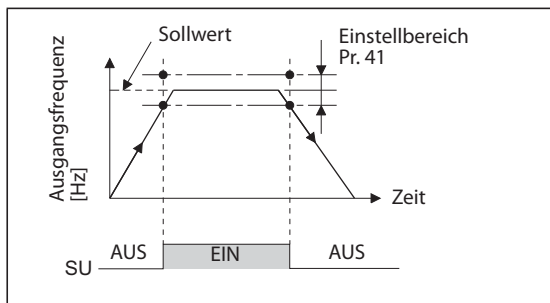 Sollwert
Einstellbereich
Pr. 41
Ausgangsfrequenz
[Hz]
Zeit
AUS
EIN
AUS
SU